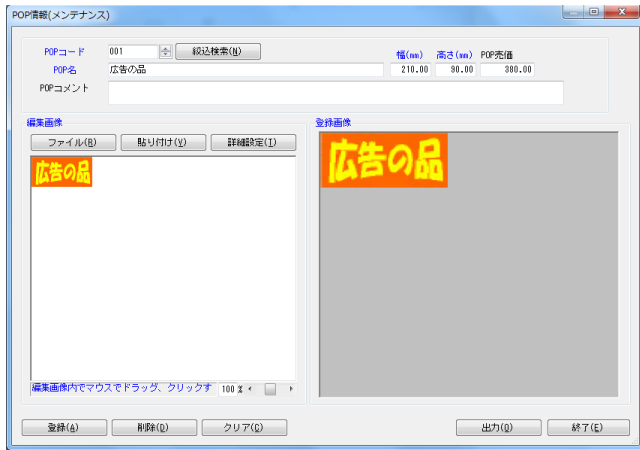 POP情報(メンテナンス)
POPコード 001 絞込検索(N)
幅(mm) 高さ(mm) POP売価
POP名 広告の品 210.00 90.00 380.00
POPコメント
編集画像
ファイル(R) 貼り付け(V) 詳細設定(I)
広告の品
編集画像内でマウスでドラッグ、クリックす 100 %
登録画像
広告の品
登録(A) 削除(D) クリア(C) 出力(O) 終了(E)